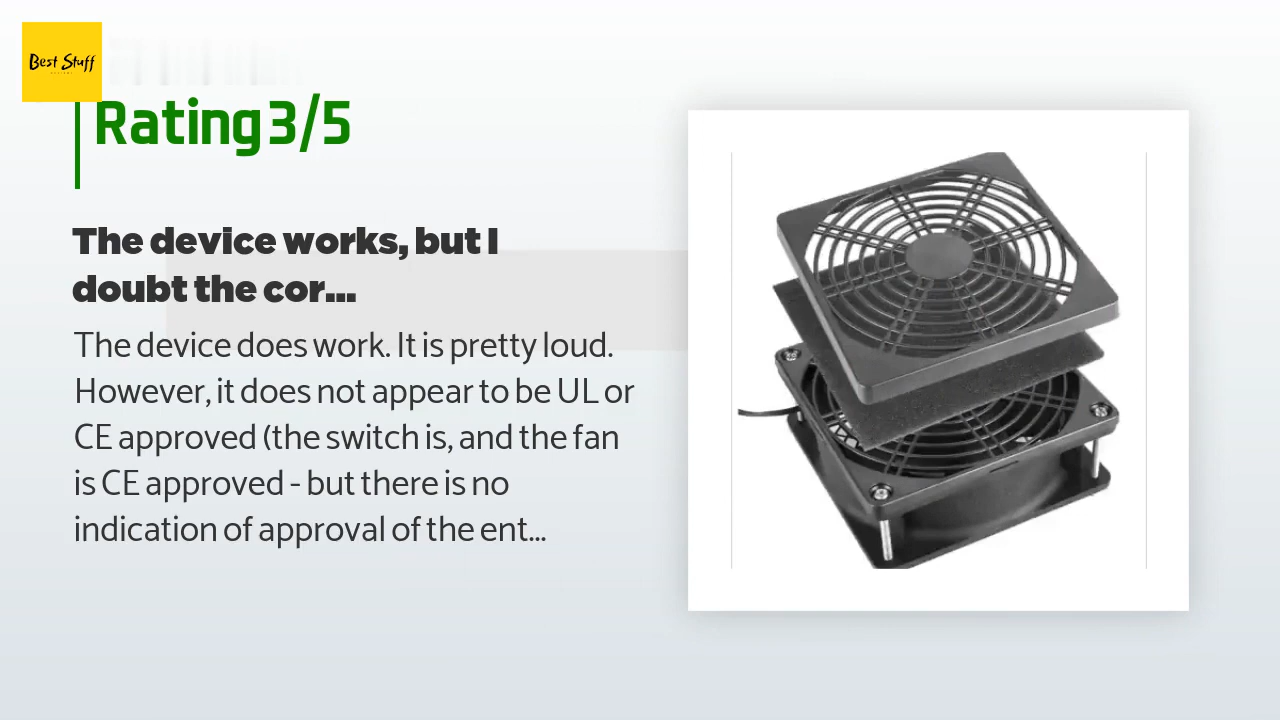 Best Stuff
Rating 3/5
The device works, but I
doubt the cor...
The device does work. It is pretty loud.
However, it does not appear to be UL or
CE approved (the switch is, and the fan
is CE approved - but there is no
indication of approval of the ent...